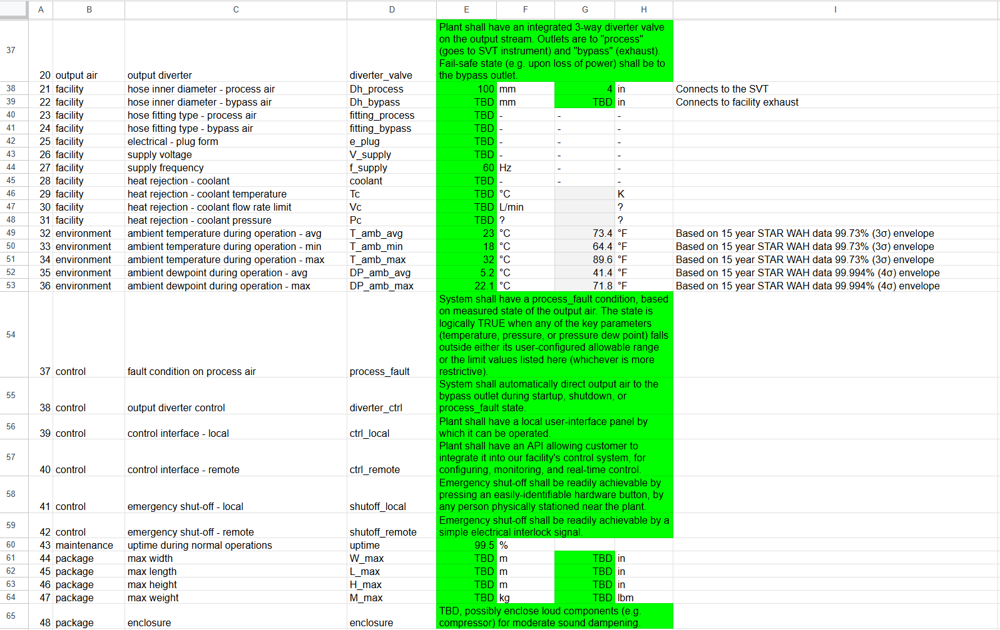 A B C D E F G H I
37 20 output air output diverter diverter_valve Plant shall have an integrated 3-way diverter valve
on the output stream. Outlets are to "process"
(goes to SVT instrument) and "bypass" (exhaust).
Fail-safe state (e.g. upon loss of power) shall be to
the bypass outlet.
38 21 facility hose inner diameter - process air Dh_process 100 mm 4 in Connects to the SVT
39 22 facility hose inner diameter - bypass air Dh_bypass TBD mm TBD in Connects to facility exhaust
40 23 facility hose fitting type - process air fitting_process TBD - - -
41 24 facility hose fitting type - bypass air fitting_bypass TBD - - -
42 25 facility electrical - plug form e_plug TBD - - -
43 26 facility supply voltage V_supply TBD - - -
44 27 facility supply frequency f_supply 60 Hz - -
45 28 facility heat rejection - coolant coolant TBD - - -
46 29 facility heat rejection - coolant temperature Tc TBD °C K
47 30 facility heat rejection - coolant flow rate limit Vc TBD L/min ?
48 31 facility heat rejection - coolant pressure Pc TBD ? ?
49 32 environment ambient temperature during operation - avg T_amb_avg 23 °C 73.4 °F Based on 15 year STAR WAH data 99.73% (3σ) envelope
50 33 environment ambient temperature during operation - min T_amb_min 18 °C 64.4 °F Based on 15 year STAR WAH data 99.73% (3σ) envelope
51 34 environment ambient temperature during operation - max T_amb_max 32 °C 89.6 °F Based on 15 year STAR WAH data 99.73% (3σ) envelope
52 35 environment ambient dewpoint during operation - avg DP_amb_avg 5.2 °C 41.4 °F Based on 15 year STAR WAH data 99.994% (4σ) envelope
53 36 environment ambient dewpoint during operation - max DP_amb_max 22.1 °C 71.8 °F Based on 15 year STAR WAH data 99.994% (4σ) envelope
54 37 control fault condition on process air process_fault System shall have a process_fault condition, based
on measured state of the output air. The state is
logically TRUE when any of the key parameters
(temperature, pressure, or pressure dew point) falls
outside either its user-configured allowable range
or the limit values listed here (whichever is more
restrictive).
55 38 control output diverter control diverter_ctrl System shall automatically direct output air to the
bypass outlet during startup, shutdown, or
process_fault state.
56 39 control control interface - local ctrl_local Plant shall have a local user-interface panel by
which it can be operated.
57 40 control control interface - remote ctrl_remote Plant shall have an API allowing customer to
integrate it into our facility's control system, for
configuring, monitoring, and real-time control.
58 41 control emergency shut-off - local shutoff_local Emergency shut-off shall be readily achievable by
pressing an easily-identifiable hardware button, by
any person physically stationed near the plant.
59 42 control emergency shut-off - remote shutoff_remote Emergency shut-off shall be readily achievable by a
simple electrical interlock signal.
60 43 maintenance uptime during normal operations uptime 99.5 %
61 44 package max width W_max TBD m TBD in
62 45 package max length L_max TBD m TBD in
63 46 package max height H_max TBD m TBD in
64 47 package max weight M_max TBD kg TBD lbm
65 48 package enclosure enclosure TBD, possibly enclose loud components (e.g.
compressor) for moderate sound dampening.